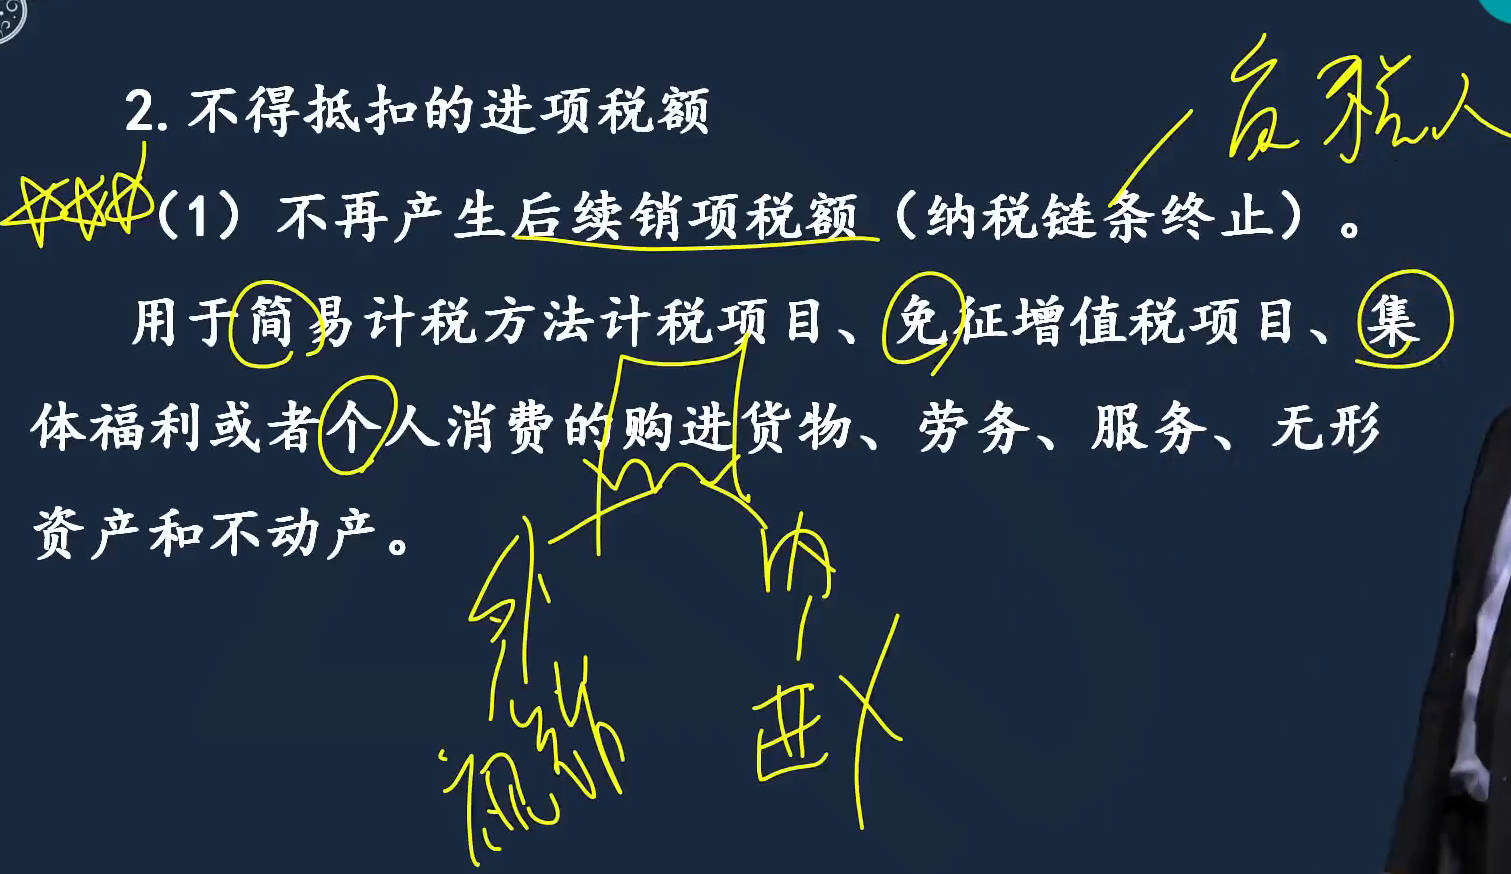 负税人
2.不得抵扣的进项税额
(1)不再产生后续销项税额(纳税链条终止)。
用于简易计税方法计税项目、免征增值税项目、集
体福利或者个人消费的购进货物、劳务、服务、无形
资产和不动产。
外
内
视销
进